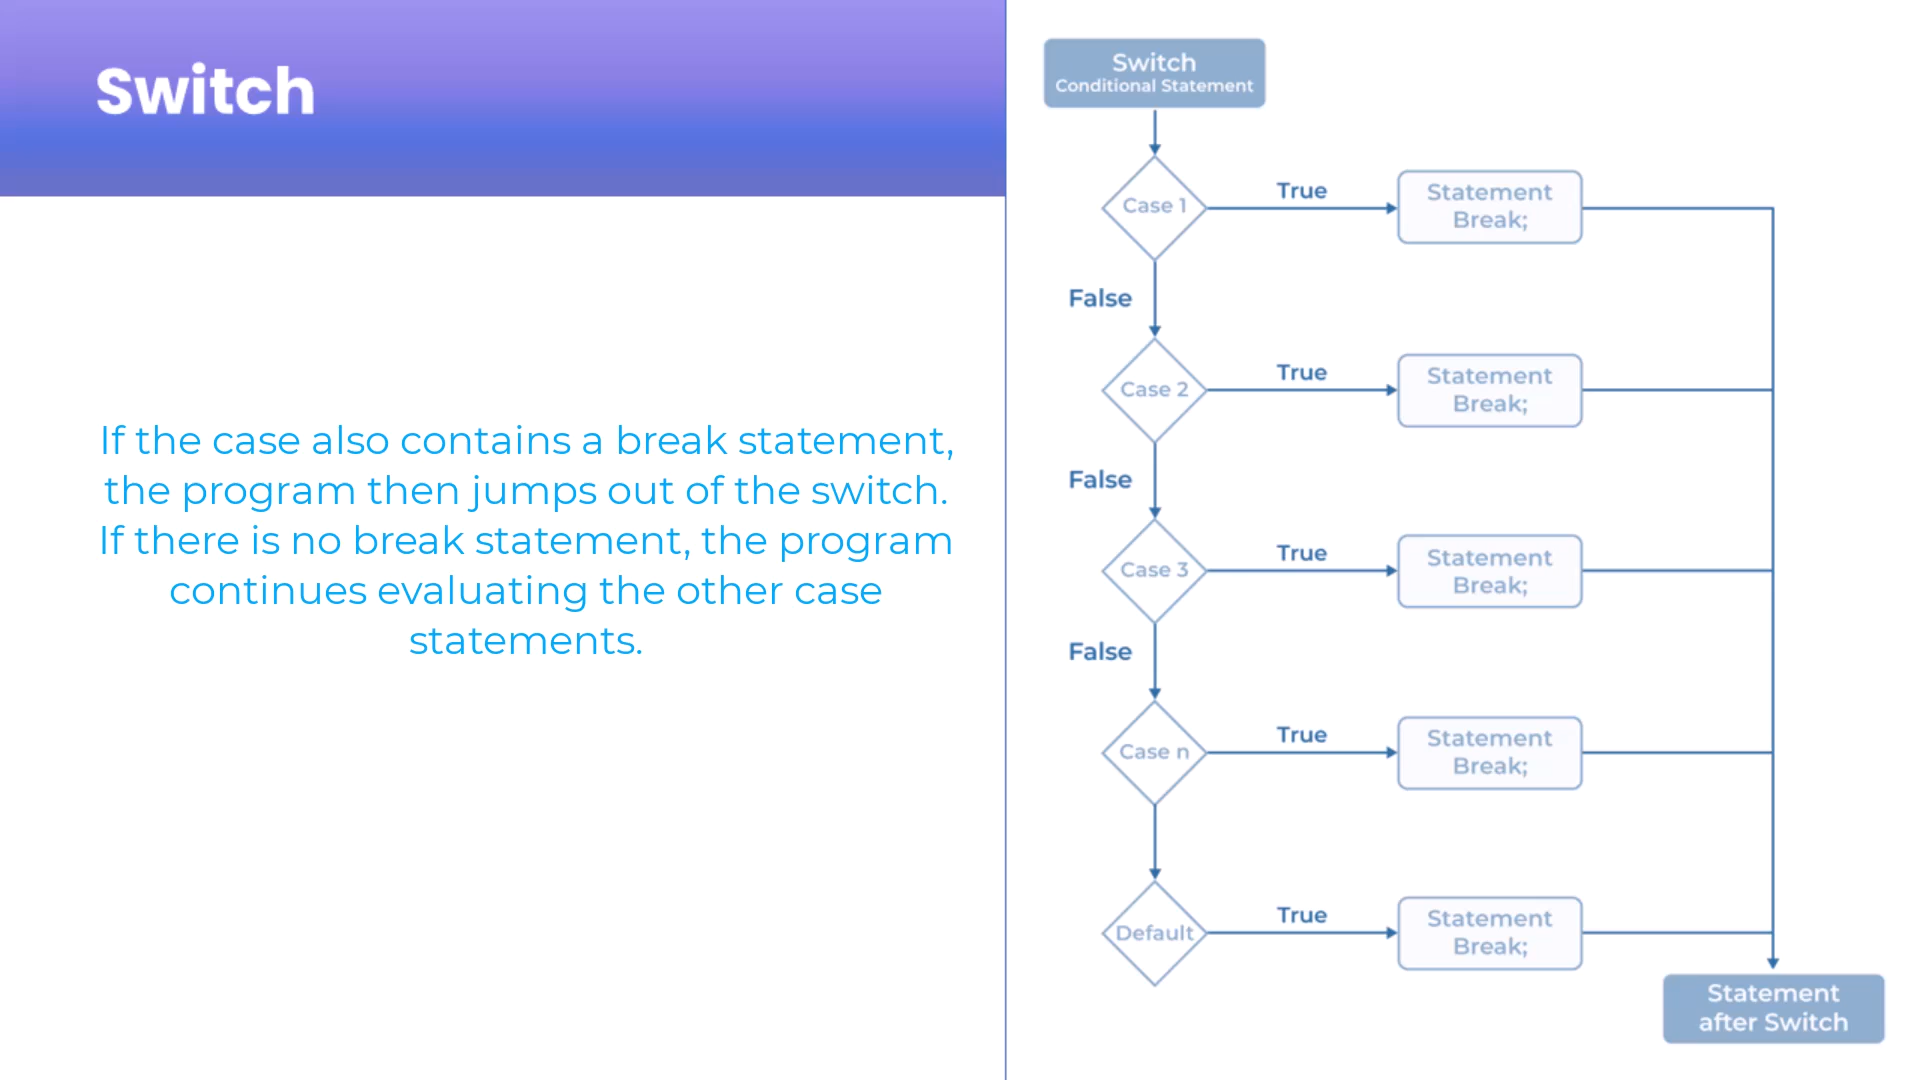 Switch
If the case also contains a break statement,
the program then jumps out of the switch.
If there is no break statement, the program
continues evaluating the other case
statements.
Switch
Conditional Statement
Case 1
True
Statement
Break;
False
Case 2
True
Statement
Break;
False
Case 3
True
Statement
Break;
False
Case n
True
Statement
Break;
Default
True
Statement
Break;
Statement
after Switch